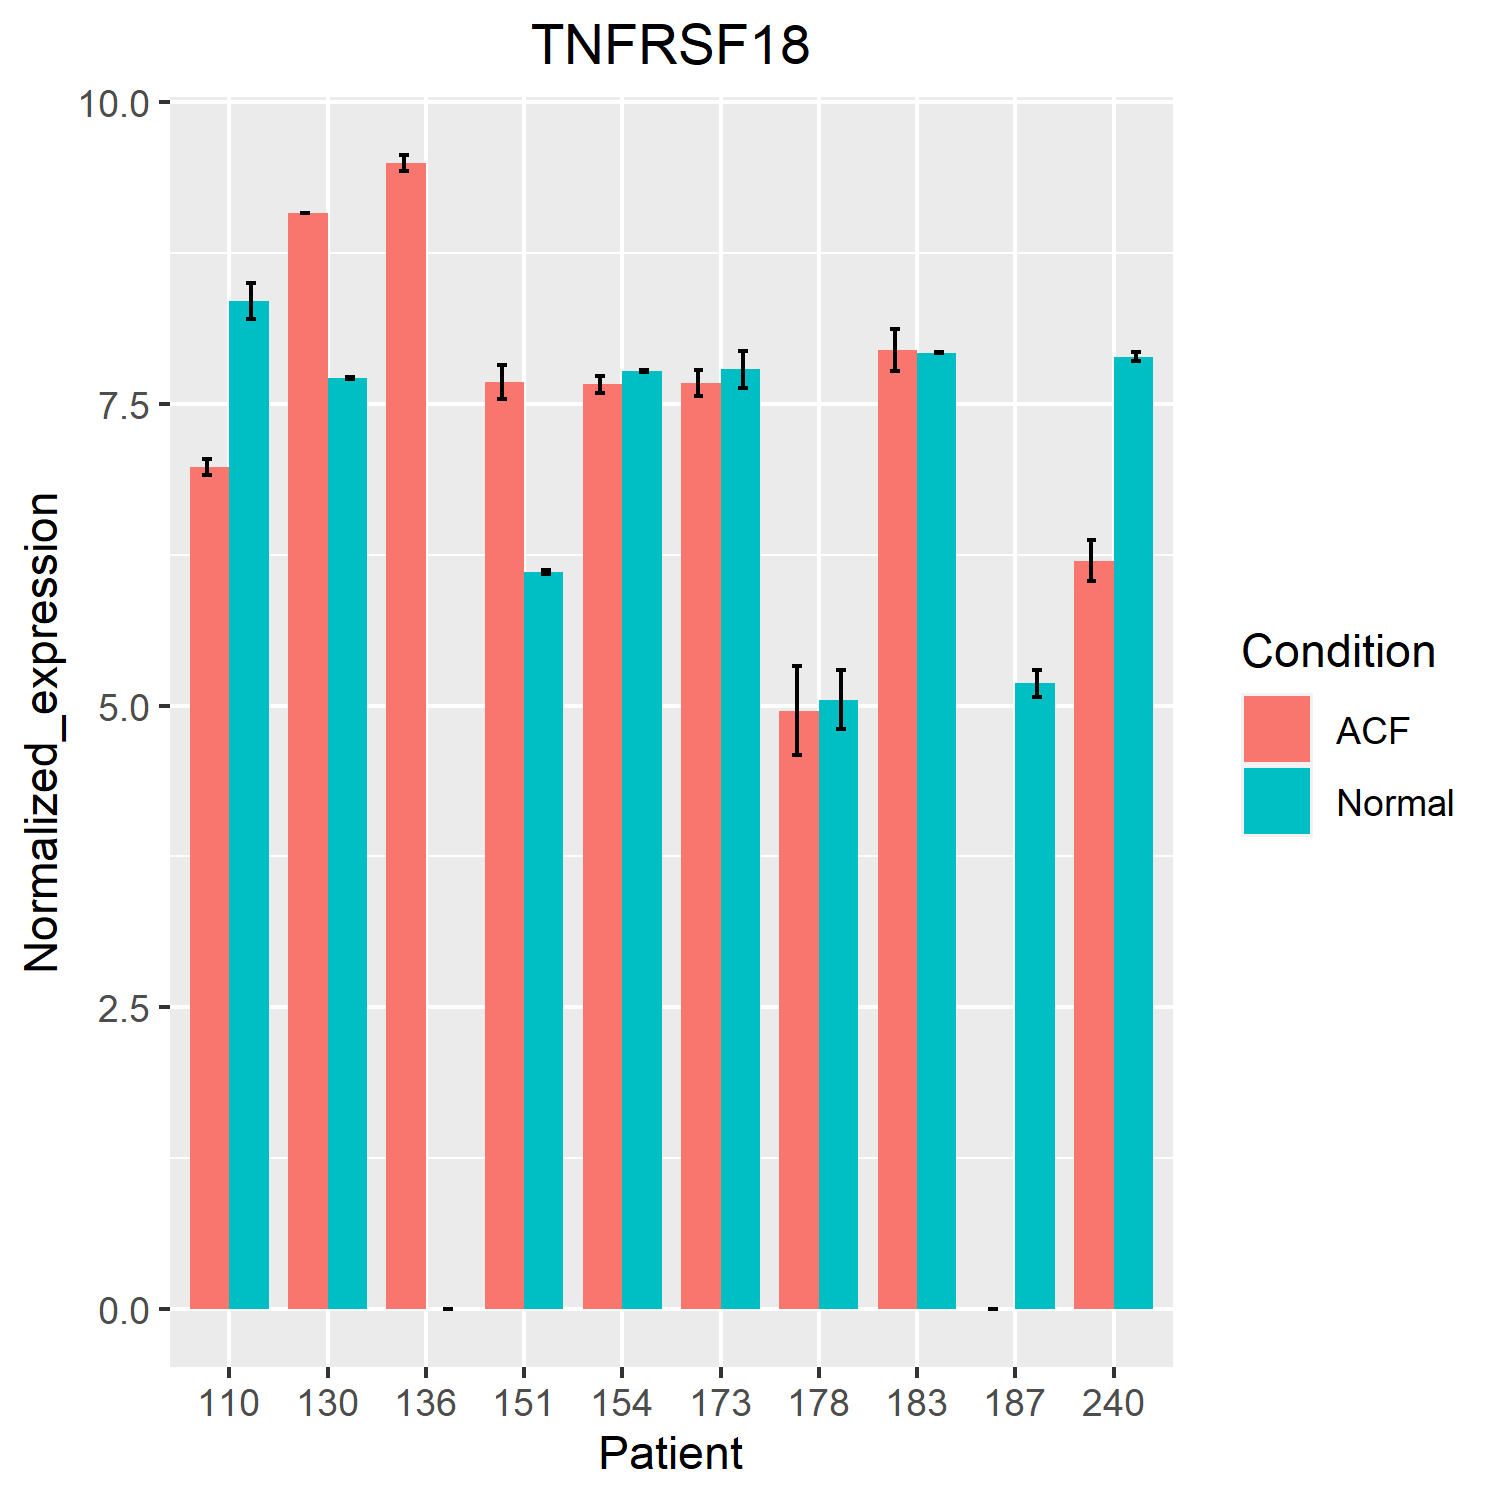 TNFRSF18
10.0
7.5
5.0
2.5
0.0
Normalized_expression
110 130 136 151 154 173 178 183 187 240
Patient
Condition
ACF
Normal